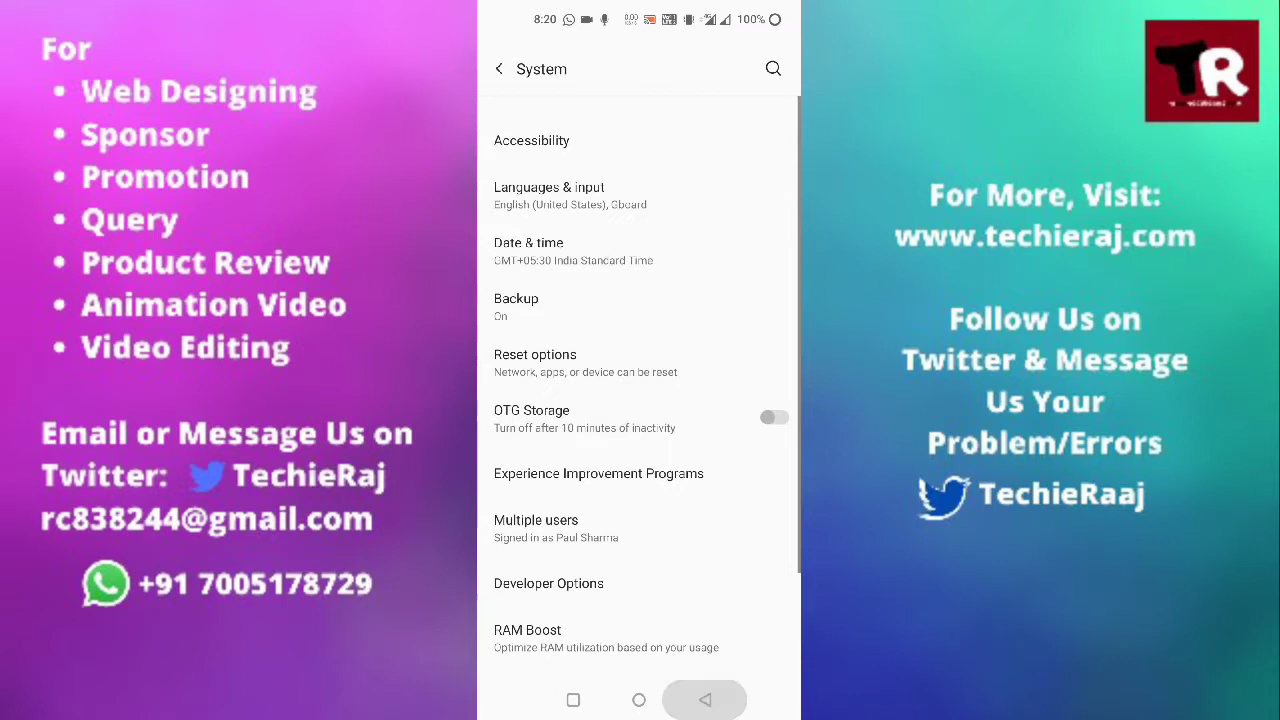 For
• Web Designing
• Sponsor
• Promotion
• Query
• Product Review
• Animation Video
• Video Editing
Email or Message Us on
Twitter: TechieRaj
rc838244@gmail.com
+91 7005178729
8:20
0.00
100%
System
Accessibility
Languages & input
English (United States), Gboard
Date & time
GMT+05:30 India Standard Time
Backup
On
Reset options
Network, apps, or device can be reset
OTG Storage
Turn off after 10 minutes of inactivity
Experience Improvement Programs
Multiple users
Signed in as Paul Sharma
Developer Options
RAM Boost
Optimize RAM utilization based on your usage
TR
For More, Visit:
www.techieraj.com
Follow Us on
Twitter & Message
Us Your
Problem/Errors
TechieRaaj